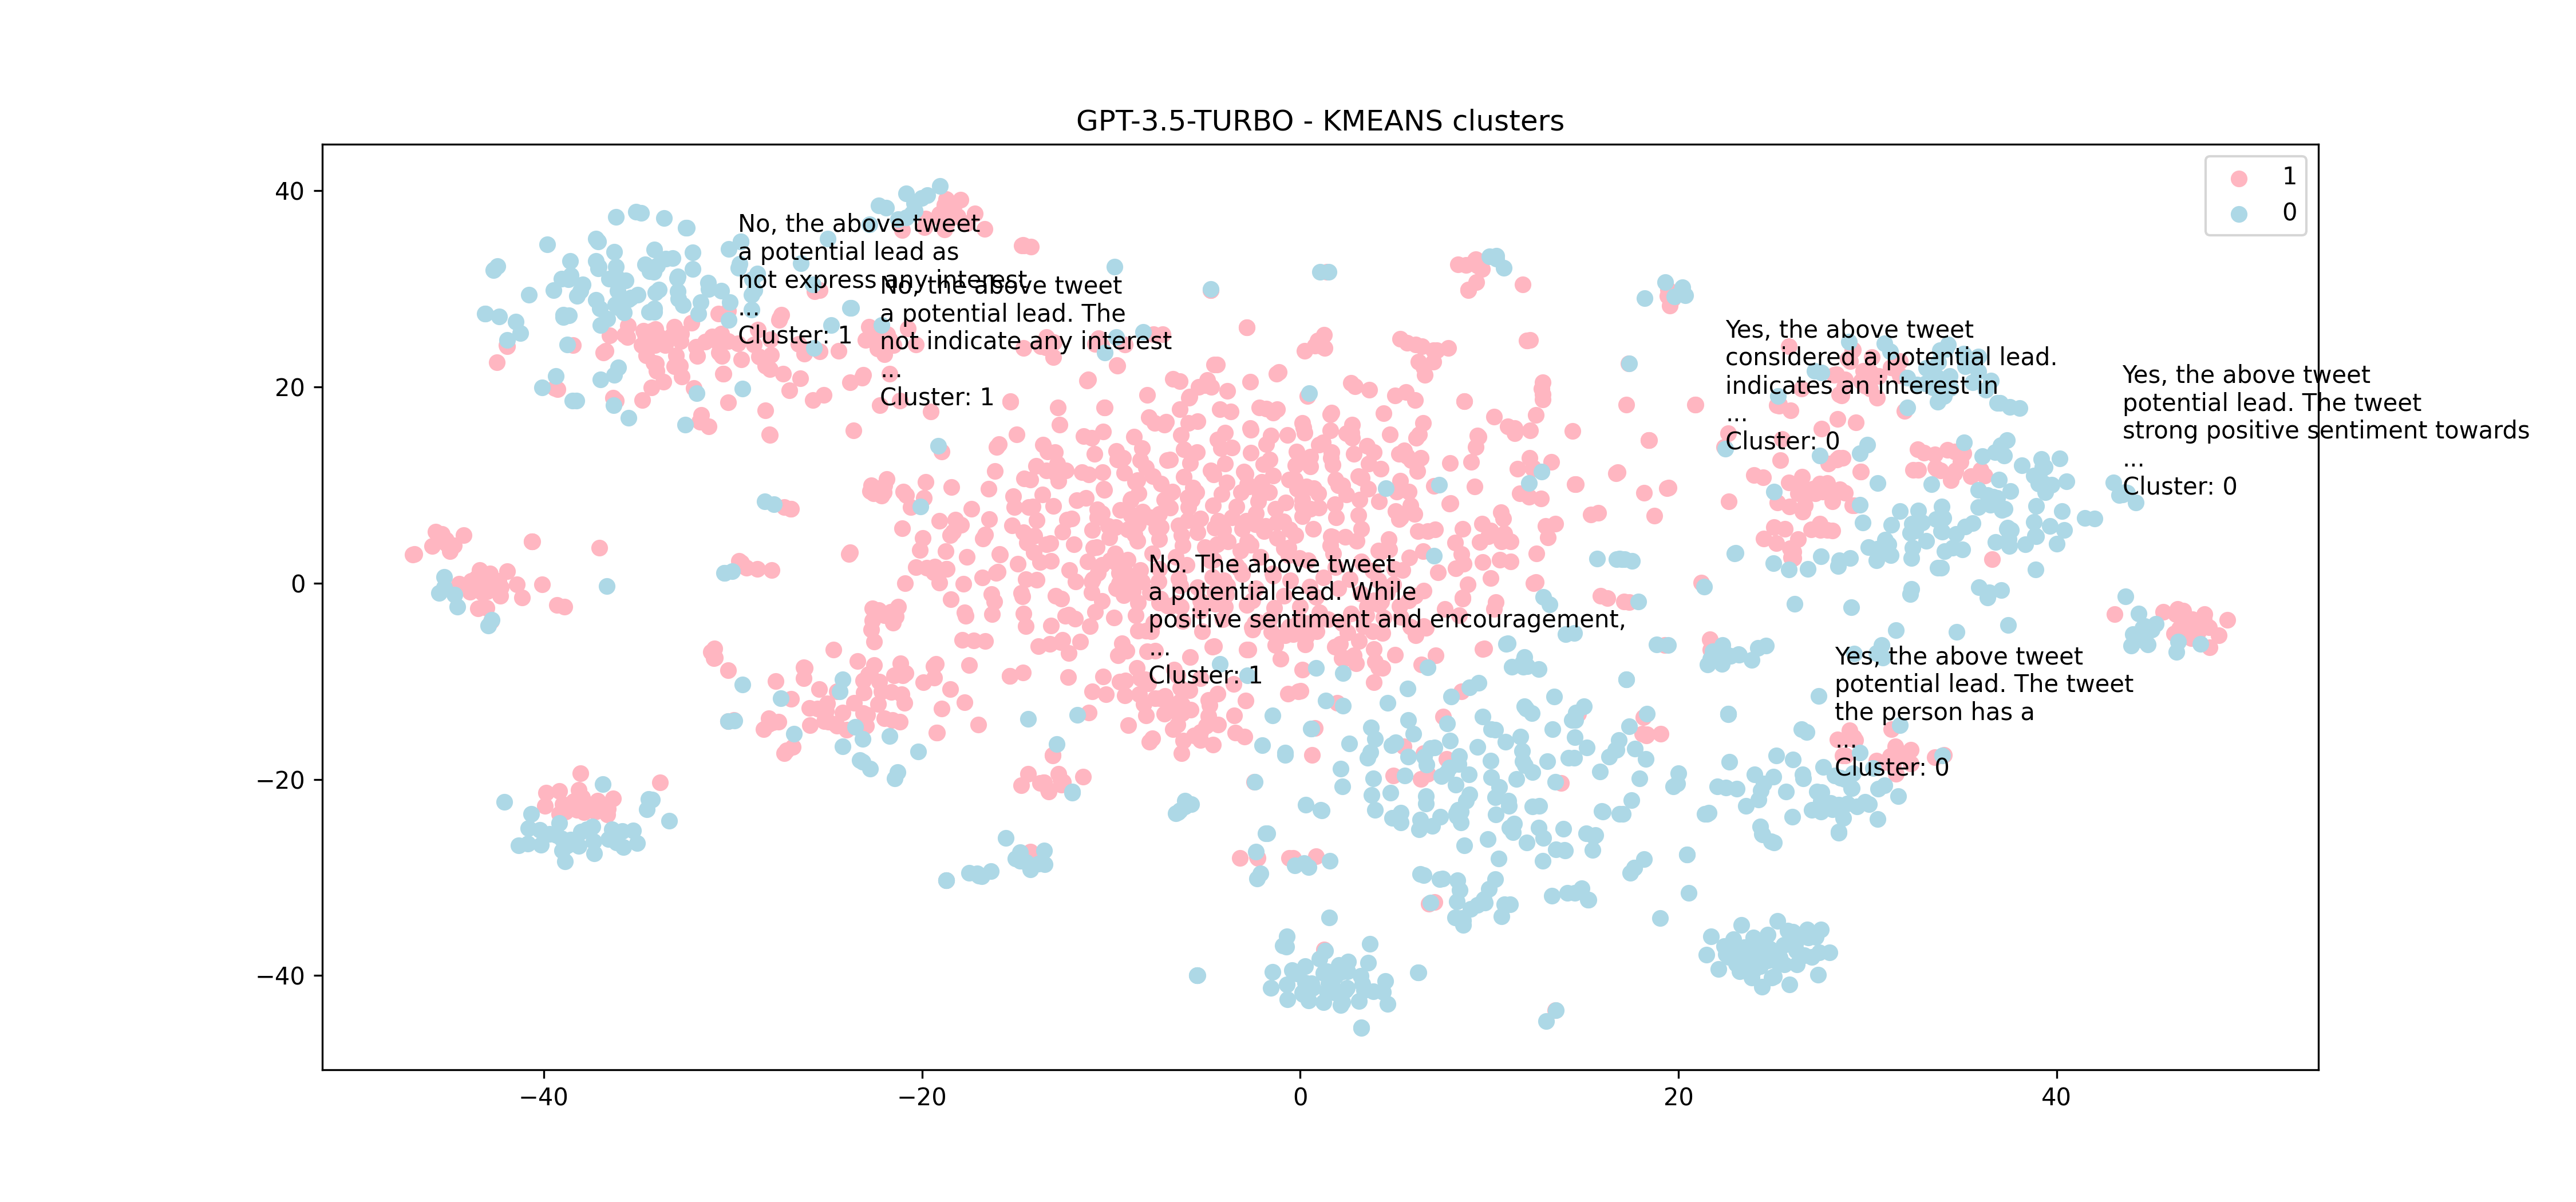 GPT-3.5-TURBO - KMEANS clusters
1
0
40
20
0
−20
−40
−40
−20
0
20
40
No, the above tweet
a potential lead as
not express any interest
...
Cluster: 1
No, the above tweet
a potential lead. The
not indicate any interest
...
Cluster: 1
Yes, the above tweet
considered a potential lead.
indicates an interest in
...
Cluster: 0
Yes, the above tweet
potential lead. The tweet
strong positive sentiment towards
...
Cluster: 0
No. The above tweet
a potential lead. While
positive sentiment and encouragement,
...
Cluster: 1
Yes, the above tweet
potential lead. The tweet
the person has a
...
Cluster: 0